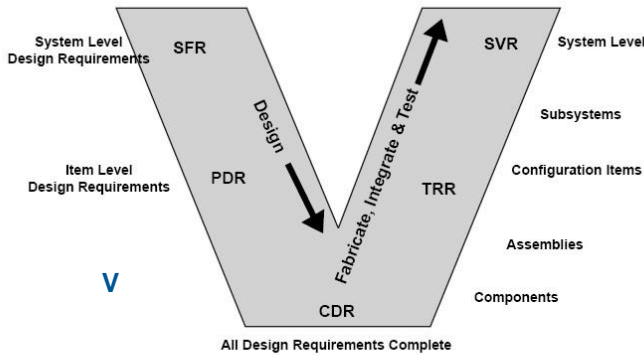 System Level
Design Requirements
SFR
SVR
System Level
Design
Fabricate, Integrate & Test
Subsystems
Item Level
Design Requirements
PDR
TRR
Configuration Items
Assemblies
V
Components
CDR
All Design Requirements Complete